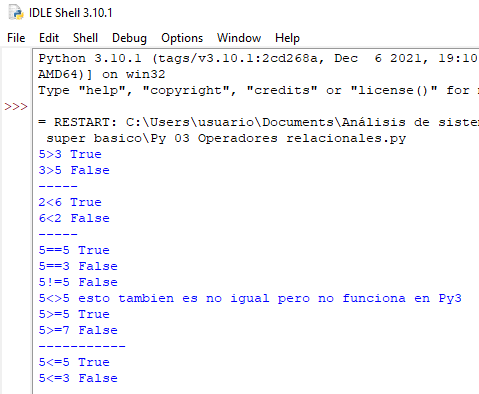 IDLE Shell 3.10.1
File Edit Shell Debug Options Window Help
Python 3.10.1 (tags/v3.10.1:2cd268a, Dec 6 2021, 19:10
AMD64)] on win32
Type "help", "copyright", "credits" or "license()" for
>>>
= RESTART: C:\Users\usuario\Documents\Análisis de
super basico\Py 03 Operadores relacionales.py
5>3 True
3>5 False
-----
2<6 True
6<2 False
-----
5==5 True
5==3 False
5!=5 False
5<>5 esto tambien es no igual pero no funciona en Py3
5>=5 True
5>=7 False
-----------
5<=5 True
5<=3 False